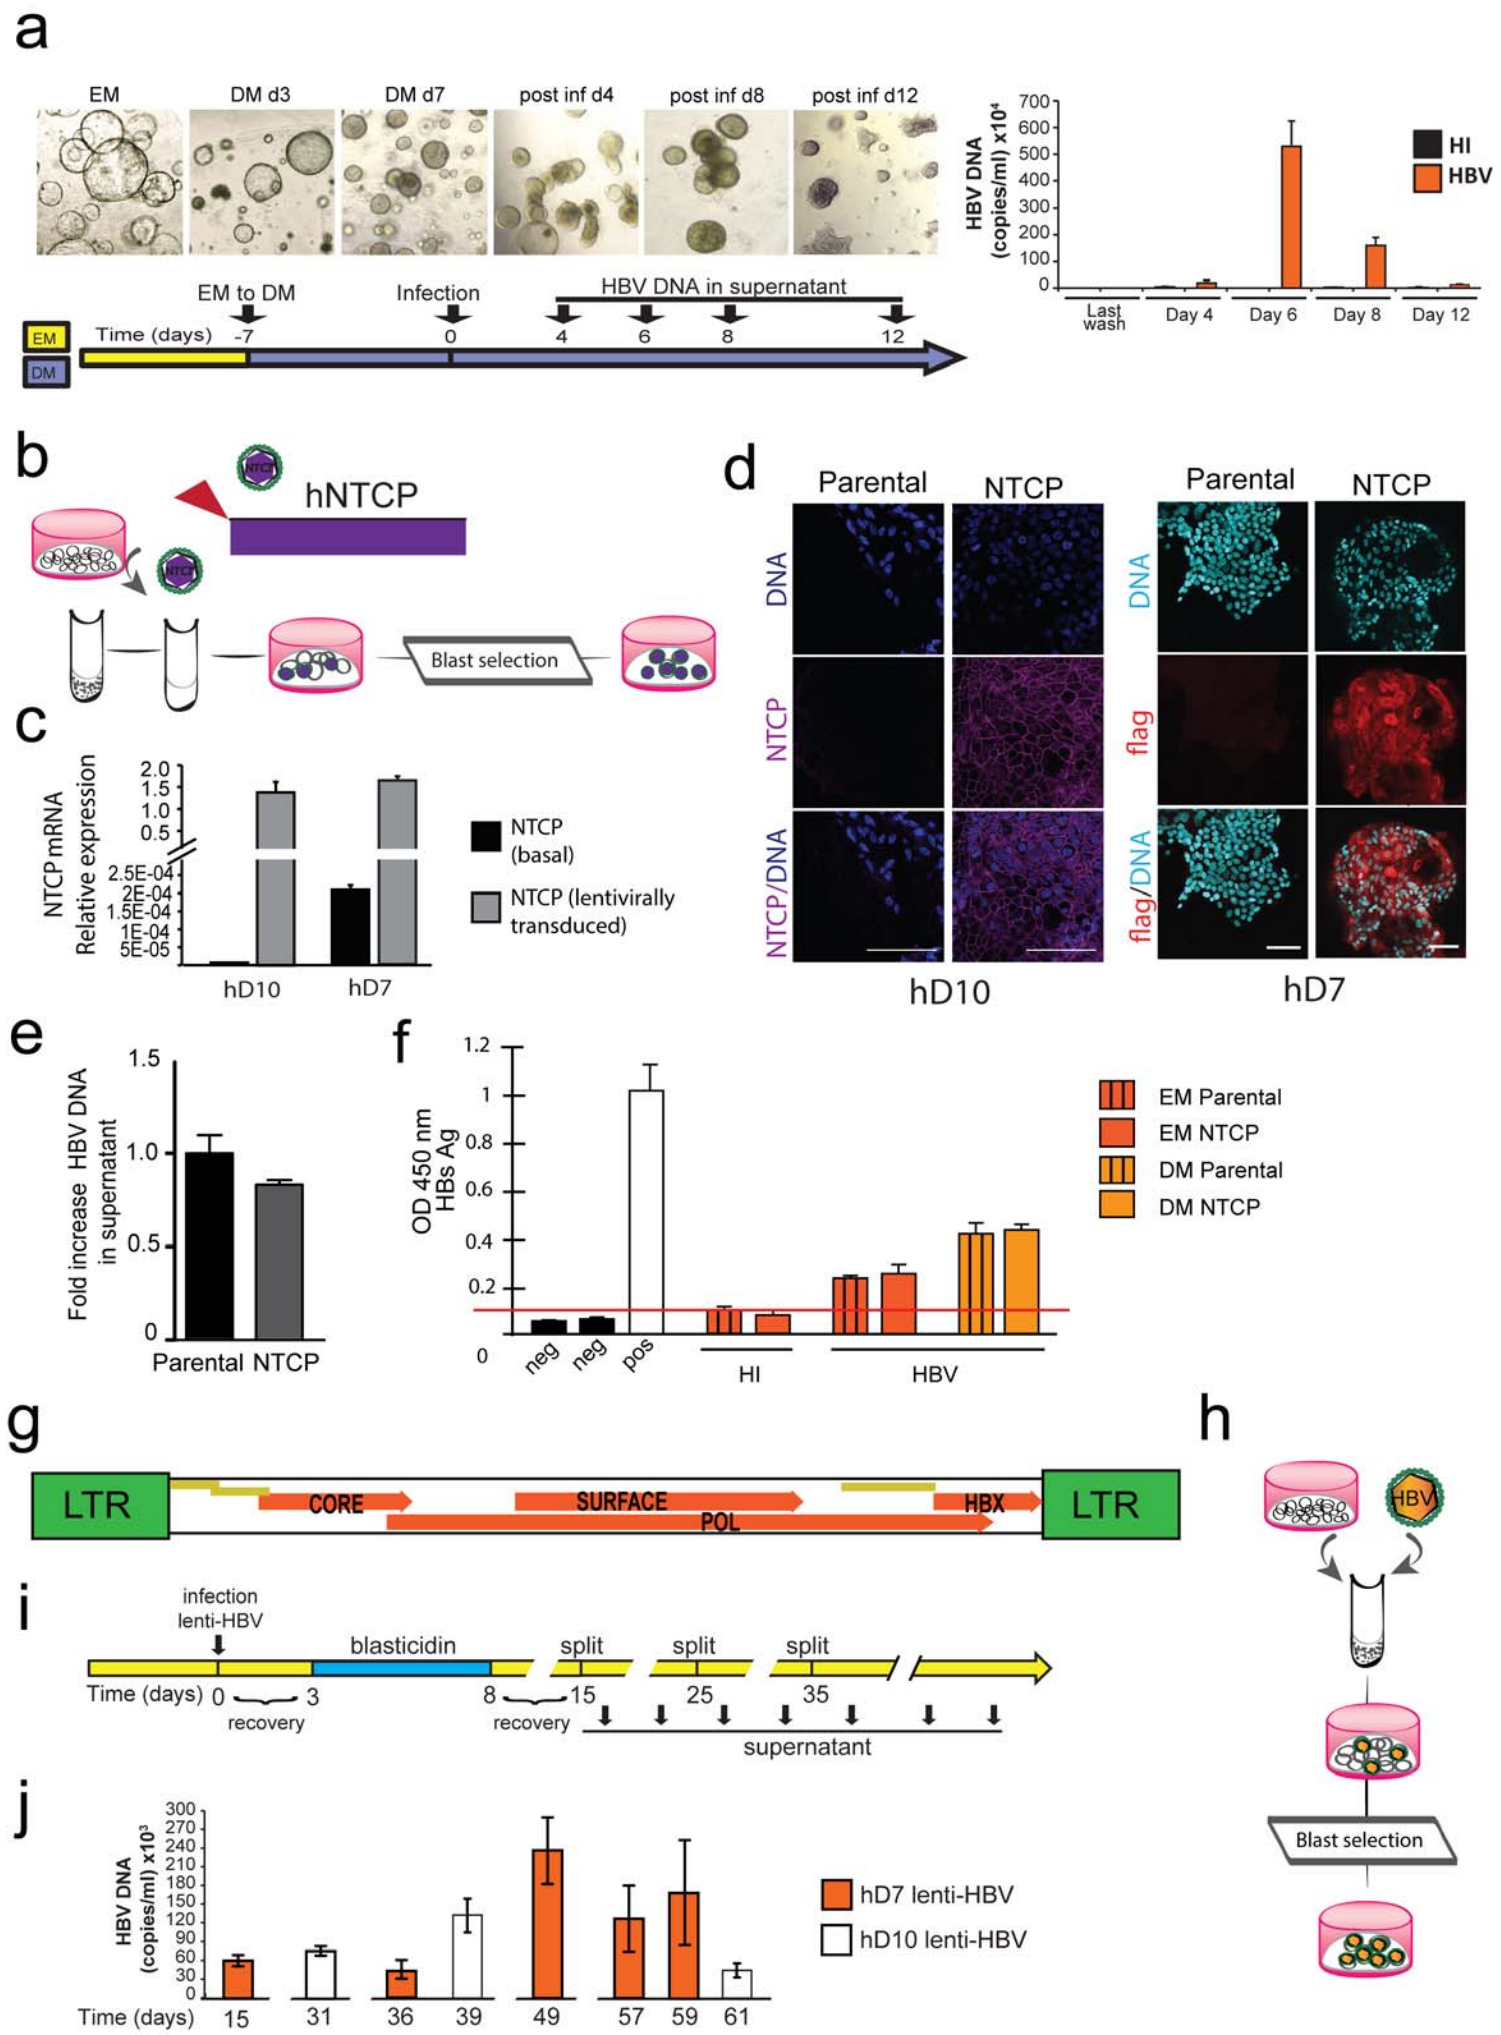 a
EM
DM d3
DM d7
post inf d4
post inf d8
post inf d12
EM to DM
Infection
HBV DNA in supernatant
EM
DM
Time (days)
-7
0
4
6
8
12
HBV DNA
(copies/ml) x10⁴
700
600
500
400
300
200
100
0
Last
wash
Day 4
Day 6
Day 8
Day 12
HI
HBV
b
NTCP
hNTCP
NTCP
Blast selection
c
NTCP mRNA
Relative expression
2.0
1.5
1.0
0.5
2.5E-04
2E-04
1.5E-04
1E-04
5E-05
hD10
hD7
NTCP
(basal)
NTCP (lentivirally
transduced)
d
Parental
NTCP
Parental
NTCP
DNA
NTCP
NTCP/DNA
DNA
flag
flag/DNA
hD10
hD7
e
Fold increase HBV DNA
in supernatant
1.5
1.0
0.5
0
Parental NTCP
f
OD 450 nm
HBs Ag
1.2
1
0.8
0.6
0.4
0.2
0
neg
neg
pos
HI
HBV
EM Parental
EM NTCP
DM Parental
DM NTCP
g
LTR
CORE
SURFACE
POL
HBX
LTR
h
HBV
Blast selection
i
infection
lenti-HBV
blasticidin
split
split
split
Time (days)
0
3
8
15
25
35
recovery
recovery
supernatant
j
HBV DNA
(copies/ml) x10³
300
270
240
210
180
150
120
90
60
30
0
Time (days)
15
31
36
39
49
57
59
61
hD7 lenti-HBV
hD10 lenti-HBV